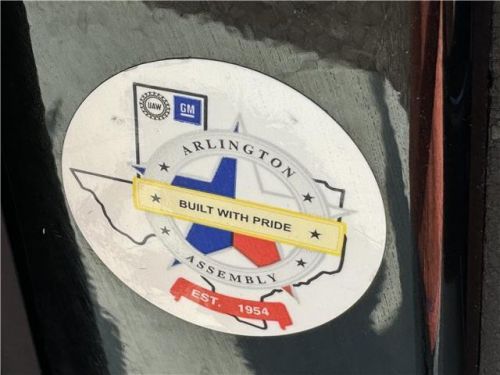 UAW
GM
ARLINGTON
BUILT WITH PRIDE
ASSEMBLY
EST. 1954